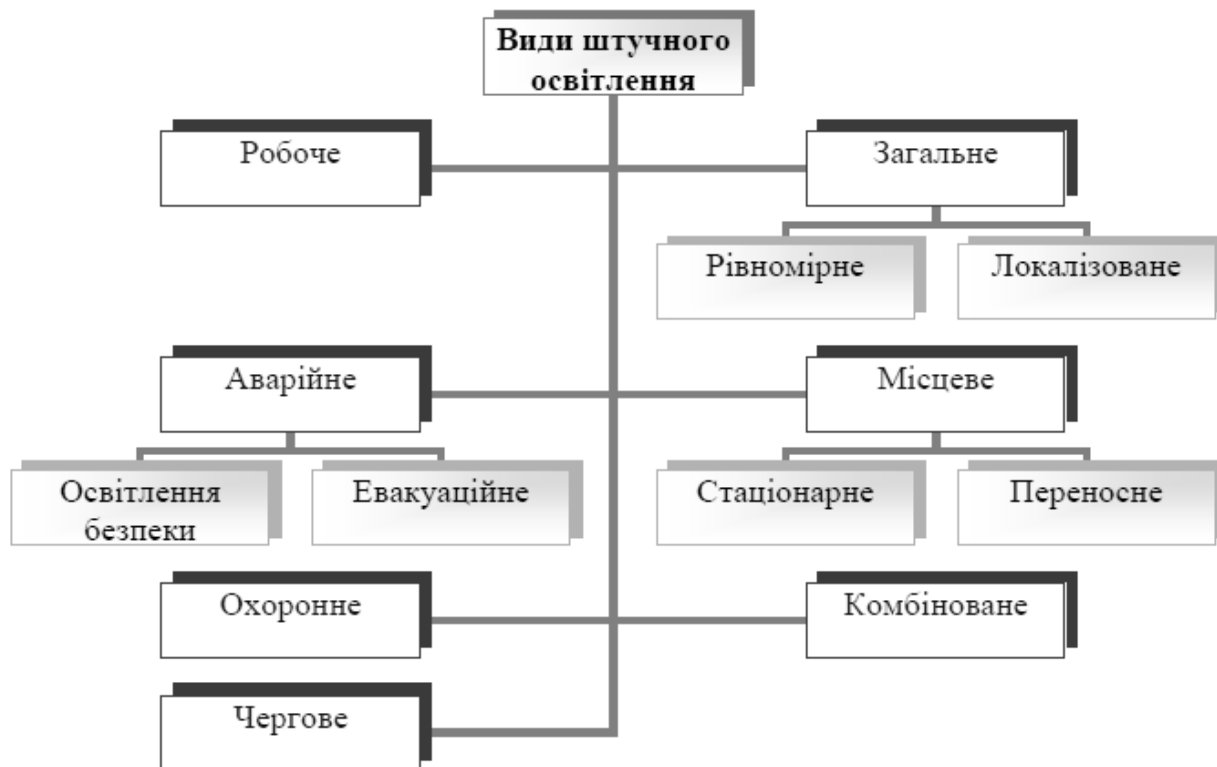 Види штучного
освітлення
Робоче
Загальне
Рівномірне
Локалізоване
Аварійне
Місцеве
Освітлення
безпеки
Евакуаційне
Стаціонарне
Переносне
Охоронне
Комбіноване
Чергове